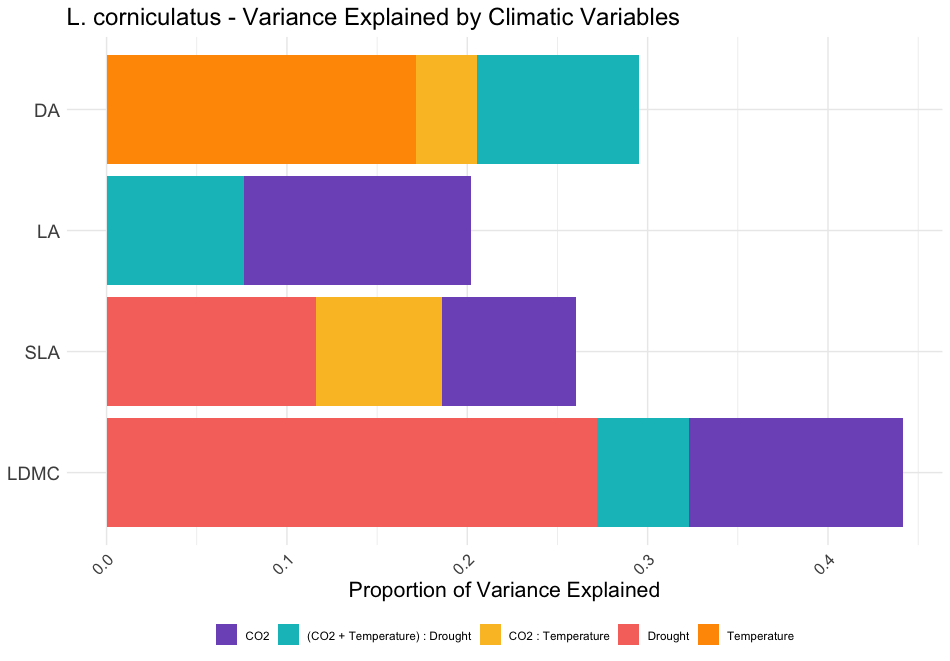 L. corniculatus - Variance Explained by Climatic Variables
DA
LA
SLA
LDMC
0.0 0.1 0.2 0.3 0.4
Proportion of Variance Explained
CO2 (CO2 + Temperature) : Drought CO2 : Temperature Drought Temperature